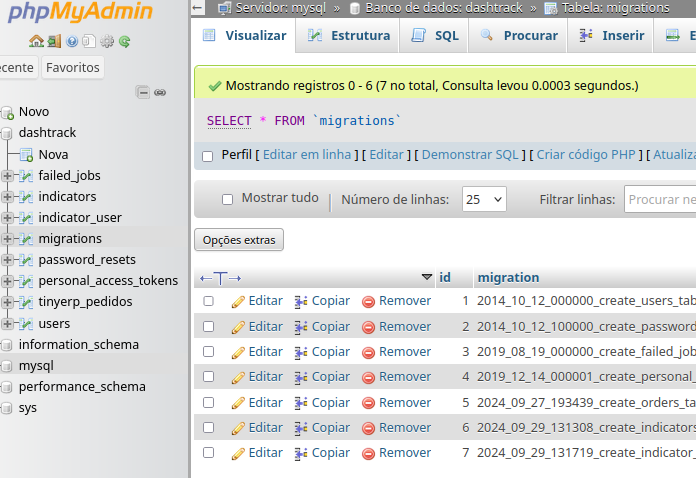 phpMyAdmin
ecente Favoritos
Novo
dashtrack
Nova
failed_jobs
indicators
indicator_user
migrations
password_resets
personal_access_tokens
tinyerp_pedidos
users
information_schema
mysql
performance_schema
sys
Servidor: mysql » Banco de dados: dashtrack » Tabela: migrations
Visualizar Estrutura SQL Procurar Inserir E
Mostrando registros 0 - 6 (7 no total, Consulta levou 0.0003 segundos.)
SELECT * FROM `migrations`
Perfil [ Editar em linha ] [ Editar ] [ Demonstrar SQL ] [ Criar código PHP ] [ Atualiza
Mostrar tudo Número de linhas: 25 Filtrar linhas: Procurar ne
Opções extras
←T→ id migration
Editar Copiar Remover 1 2014_10_12_000000_create_users_tab
Editar Copiar Remover 2 2014_10_12_100000_create_password
Editar Copiar Remover 3 2019_08_19_000000_create_failed_job
Editar Copiar Remover 4 2019_12_14_000001_create_personal_
Editar Copiar Remover 5 2024_09_27_193439_create_orders_ta
Editar Copiar Remover 6 2024_09_29_131308_create_indicators
Editar Copiar Remover 7 2024_09_29_131719_create_indicator_